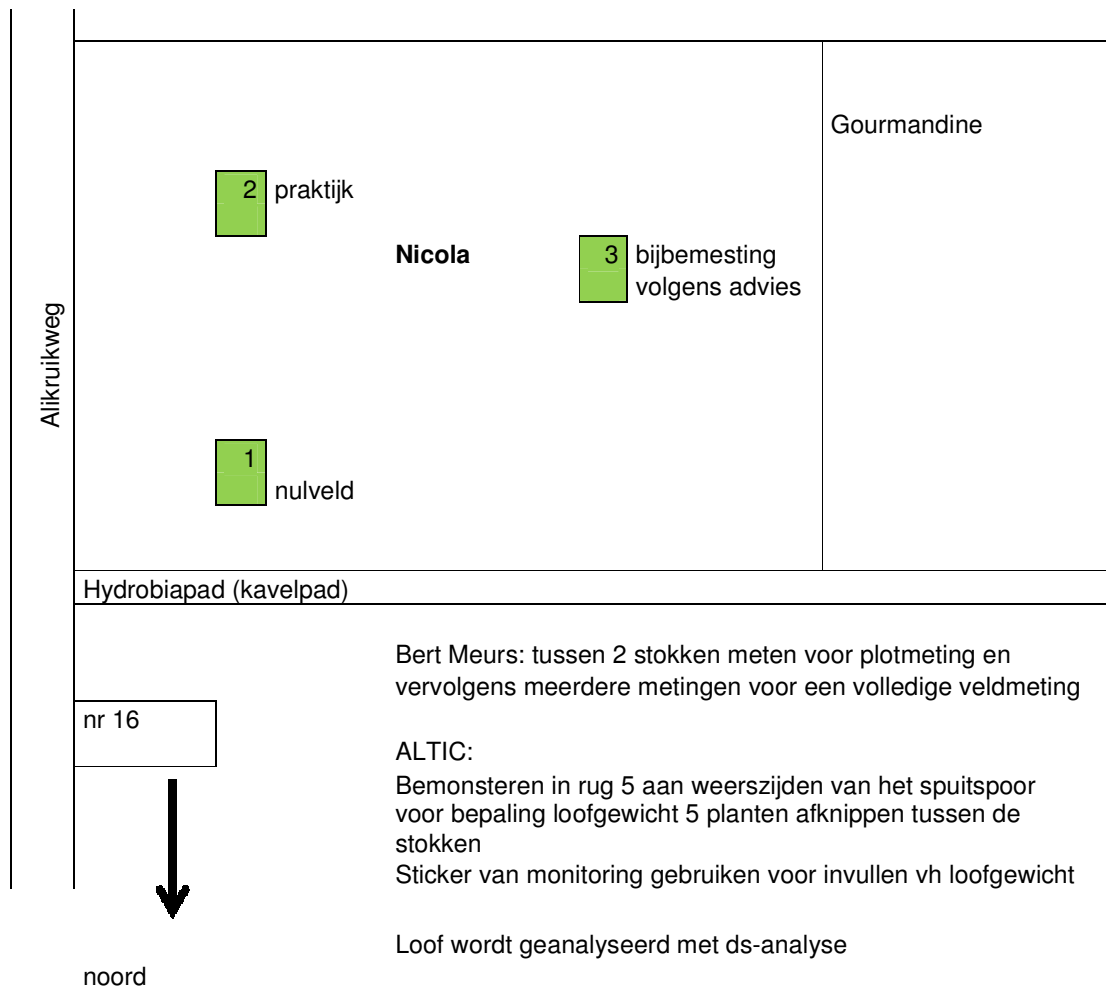 Gourmandine
2 praktijk
Nicola
3 bijbemesting
volgens advies
Alikruikweg
1
nulveld
Hydrobiapad (kavelpad)
Bert Meurs: tussen 2 stokken meten voor plotmeting en
vervolgens meerdere metingen voor een volledige veldmeting
nr 16
ALTIC:
Bemonsteren in rug 5 aan weerszijden van het spuitspoor
voor bepaling loofgewicht 5 planten afknippen tussen de
stokken
Sticker van monitoring gebruiken voor invullen vh loofgewicht
Loof wordt geanalyseerd met ds-analyse
noord